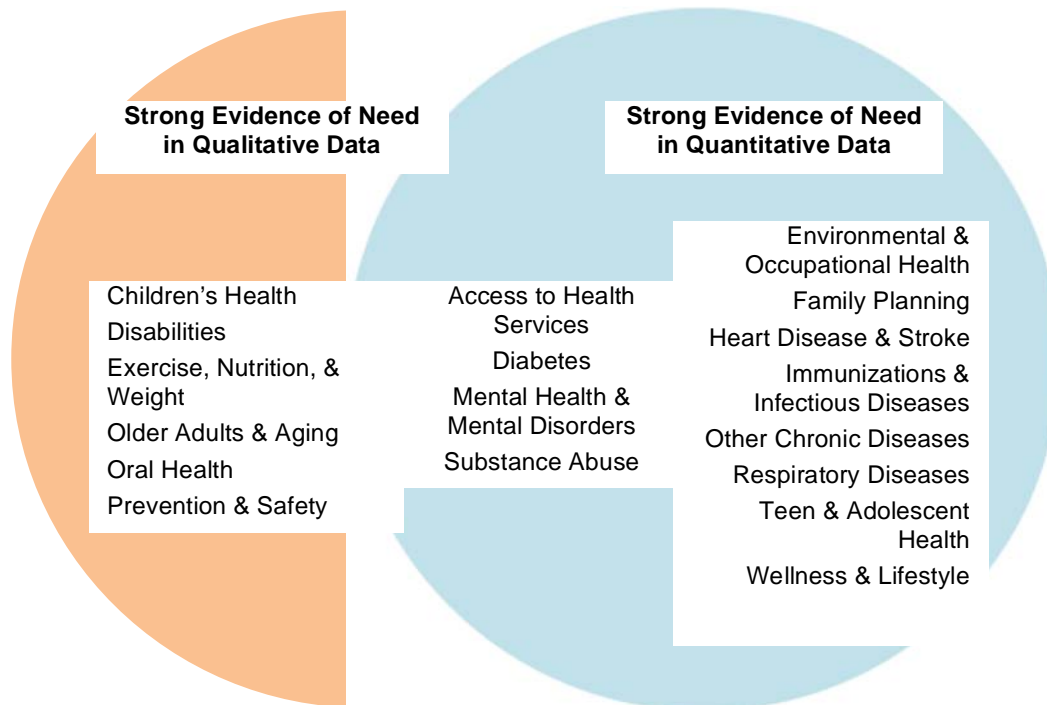 Strong Evidence of Need
in Qualitative Data
Strong Evidence of Need
in Quantitative Data
Children’s Health
Disabilities
Exercise, Nutrition, &
Weight
Older Adults & Aging
Oral Health
Prevention & Safety
Access to Health
Services
Diabetes
Mental Health &
Mental Disorders
Substance Abuse
Environmental &
Occupational Health
Family Planning
Heart Disease & Stroke
Immunizations &
Infectious Diseases
Other Chronic Diseases
Respiratory Diseases
Teen & Adolescent
Health
Wellness & Lifestyle